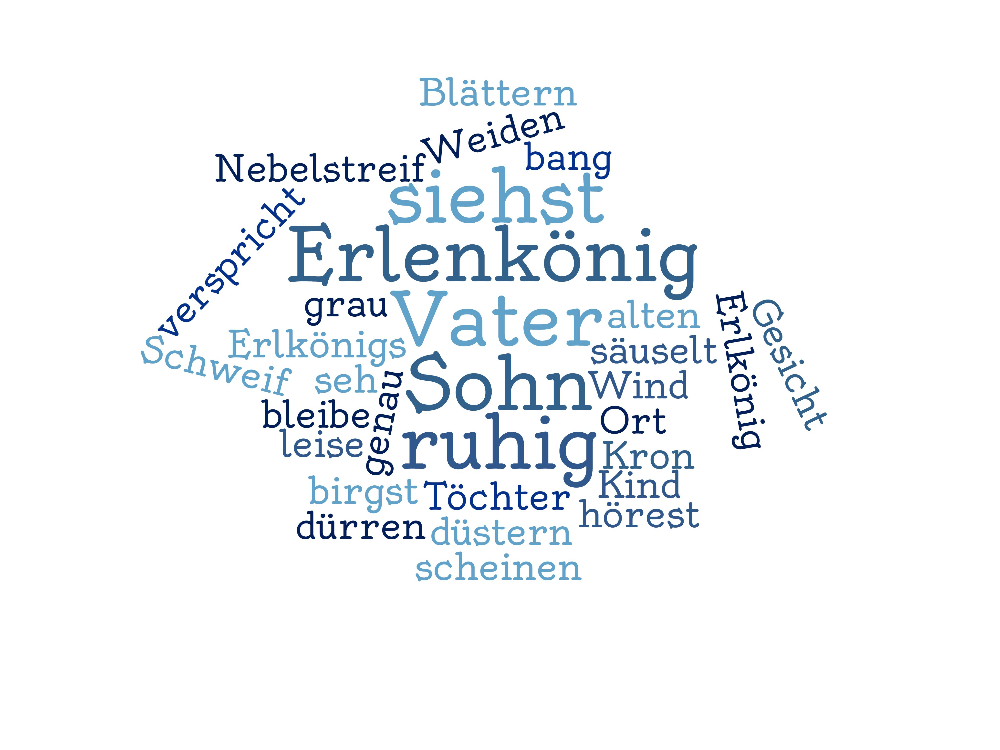 Blättern
Weiden
Nebelstreif
bang
siehst
verspricht
Erlenkönig
grau
Vater
alten
Erlkönig
Gesicht
Erlkönigs
säuselt
Schweif
seh
Sohn
Wind
genau
bleibe
Ort
leise
ruhig
Kron
Kind
birgst
Töchter
hörest
dürren
düstern
scheinen